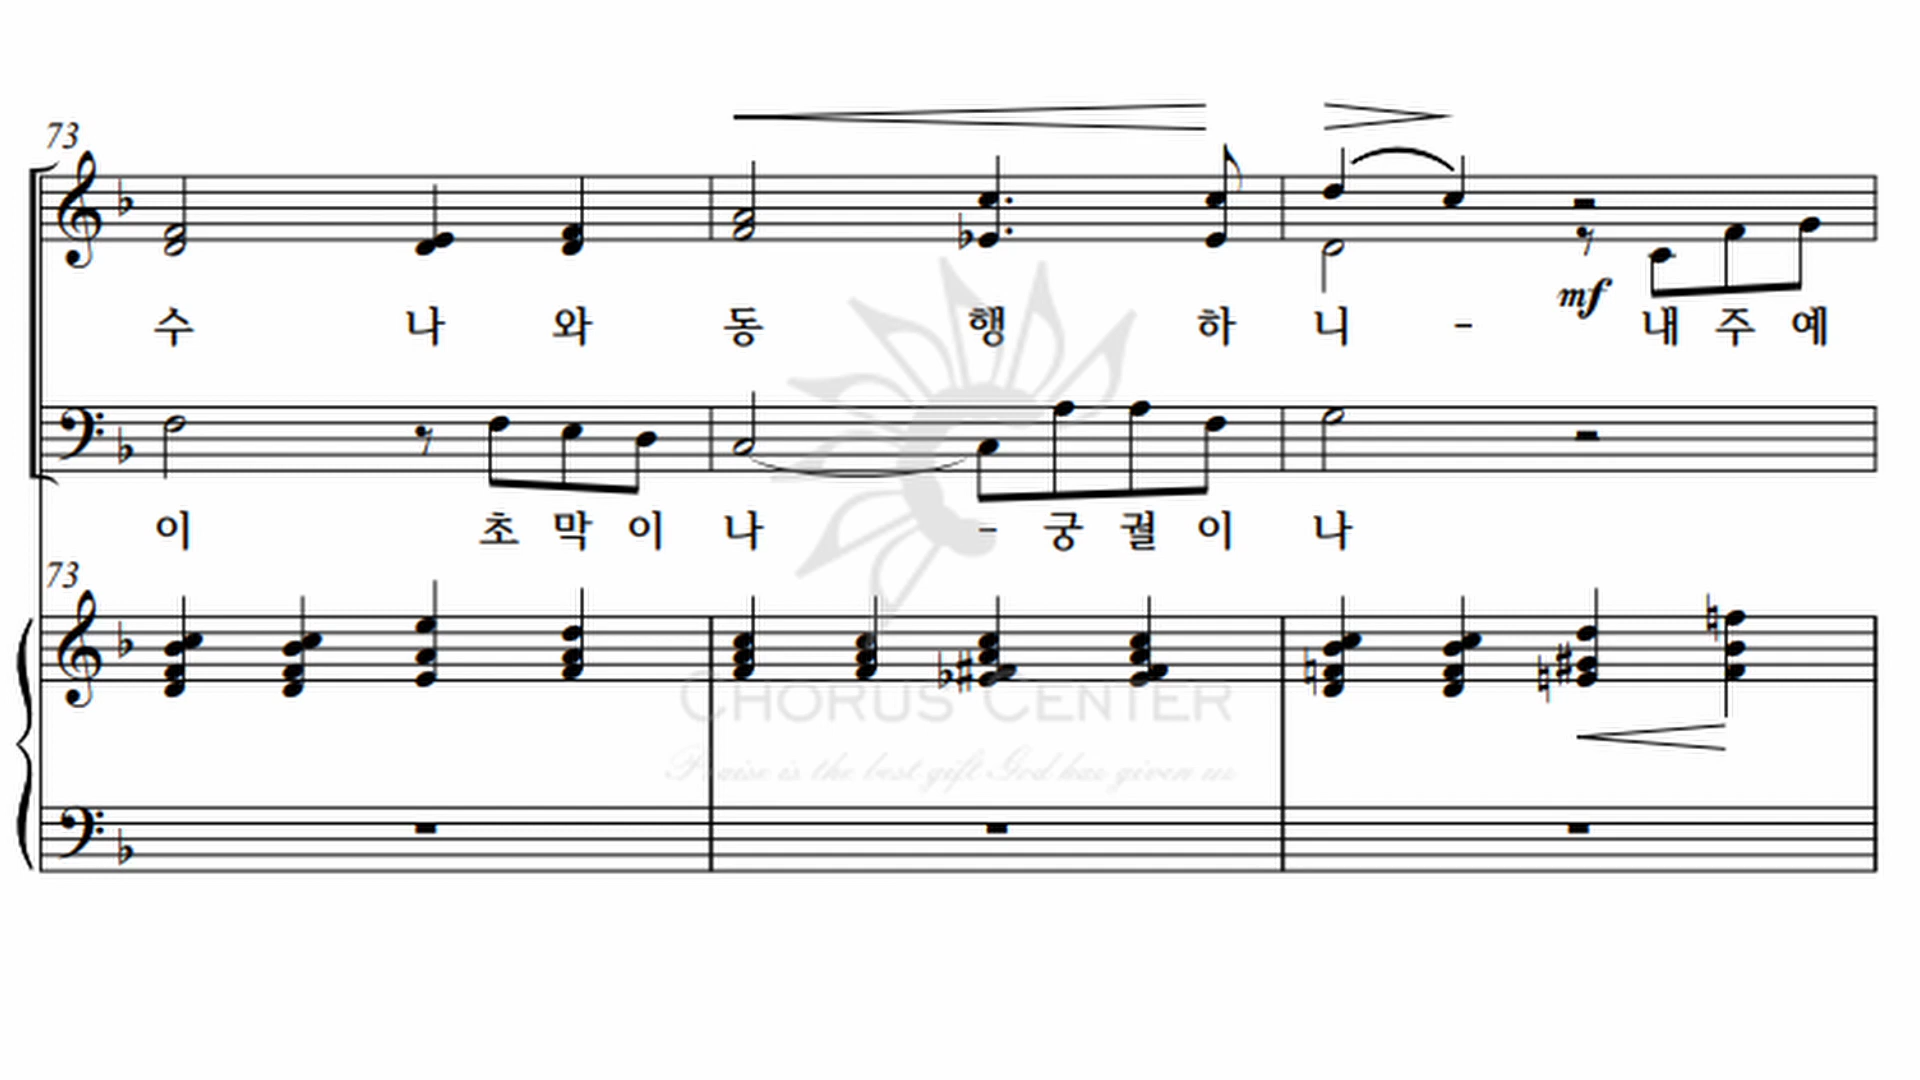 73
수 나 와 동 행 하 니 - 내 주 예
mf
이 초 막 이 나 - 궁 궐 이 나
73
CHORUS CENTER
Praise is the best gift God has given us